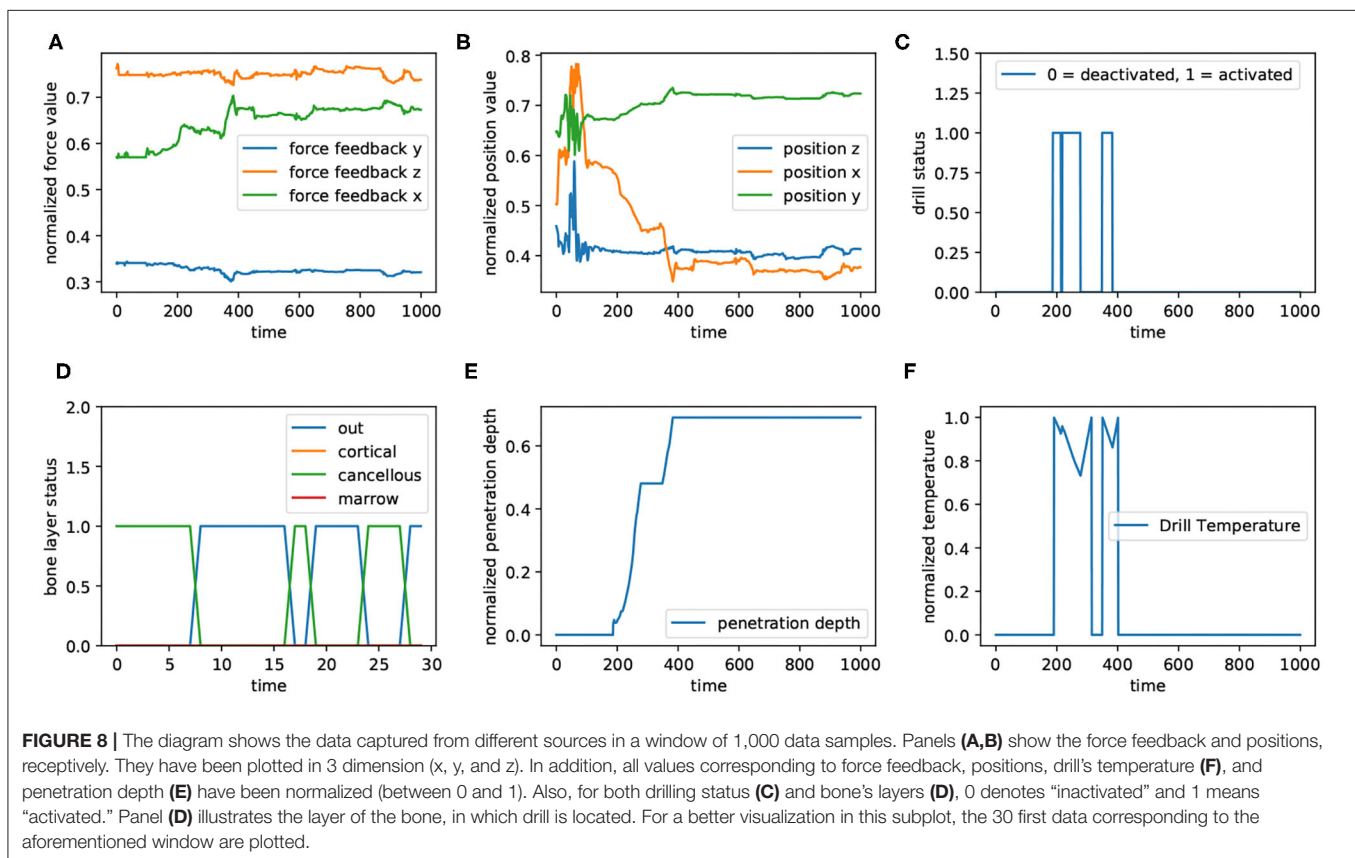 A
normalized force value
0.7
0.6
0.5
0.4
0.3
force feedback y
force feedback z
force feedback x
0 200 400 600 800 1000
time
B
normalized position value
0.8
0.7
0.6
0.5
0.4
position z
position x
position y
0 200 400 600 800 1000
time
C
drill status
1.50
1.25
1.00
0.75
0.50
0.25
0.00
0 = deactivated, 1 = activated
0 200 400 600 800 1000
time
D
bone layer status
2.0
1.5
1.0
0.5
0.0
out
cortical
cancellous
marrow
0 5 10 15 20 25 30
time
E
normalized penetration depth
0.6
0.4
0.2
0.0
penetration depth
0 200 400 600 800 1000
time
F
normalized temperature
1.0
0.8
0.6
0.4
0.2
0.0
Drill Temperature
0 200 400 600 800 1000
time
FIGURE 8 | The diagram shows the data captured from different sources in a window of 1,000 data samples. Panels (A,B) show the force feedback and positions,
receptively. They have been plotted in 3 dimension (x, y, and z). In addition, all values corresponding to force feedback, positions, drill's temperature (F), and
penetration depth (E) have been normalized (between 0 and 1). Also, for both drilling status (C) and bone's layers (D), 0 denotes “inactivated” and 1 means
“activated.” Panel (D) illustrates the layer of the bone, in which drill is located. For a better visualization in this subplot, the 30 first data corresponding to the
aforementioned window are plotted.